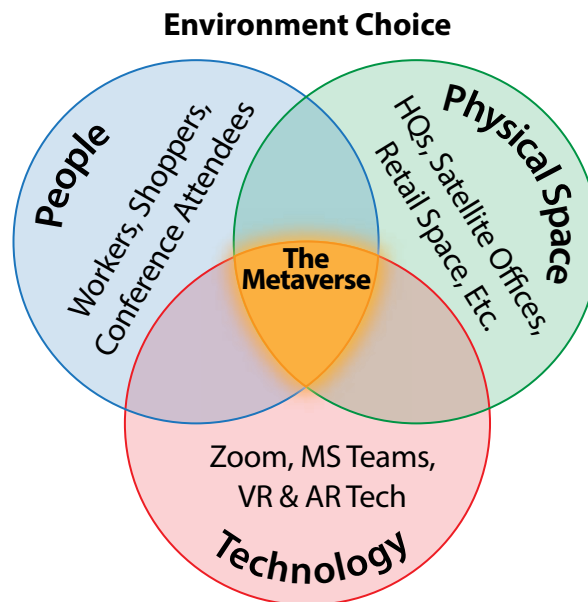 Environment Choice
People
Workers, Shoppers,
Conference Attendees
Physical Space
HQs, Satellite Offices,
Retail Space, Etc.
The
Metaverse
Zoom, MS Teams,
VR & AR Tech
Technology